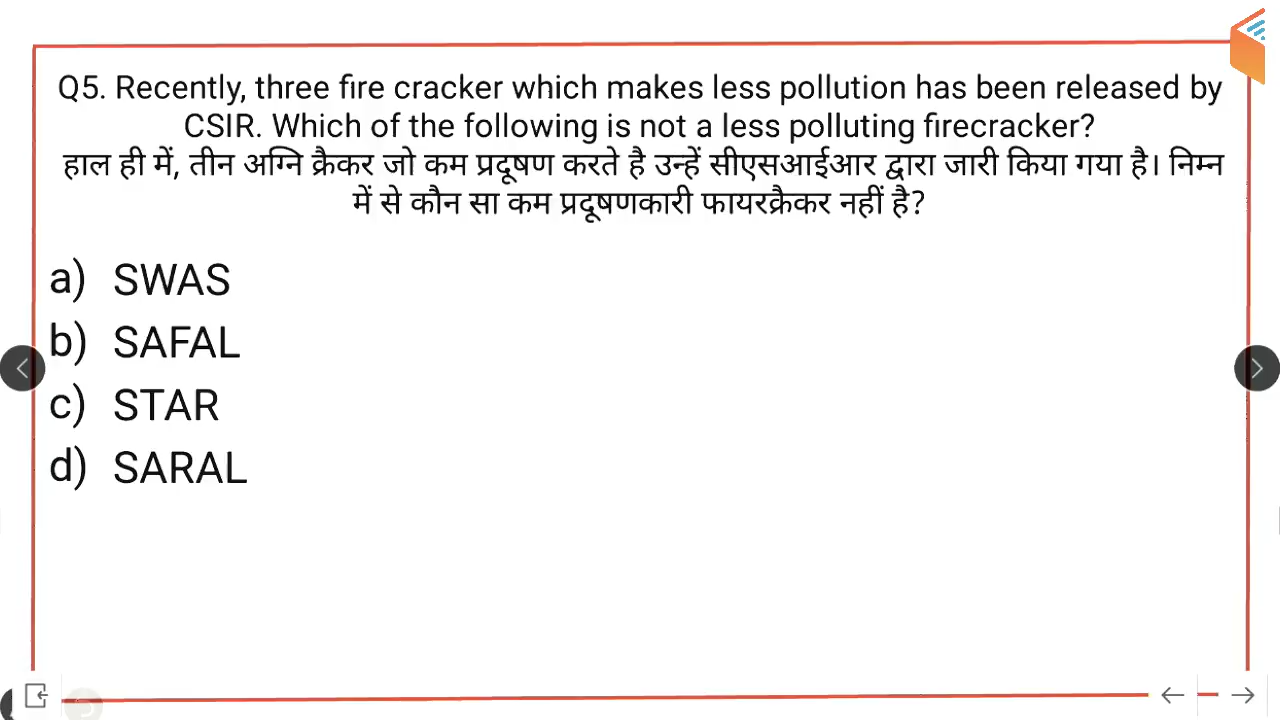 Q5. Recently, three fire cracker which makes less pollution has been released by
CSIR. Which of the following is not a less polluting firecracker?
हाल ही में, तीन अग्नि क्रैकर जो कम प्रदूषण करते है उन्हें सीएसआईआर द्वारा जारी किया गया है। निम्न
में से कौन सा कम प्रदूषणकारी फायरक्रैकर नहीं है?
a) SWAS
b) SAFAL
c) STAR
d) SARAL